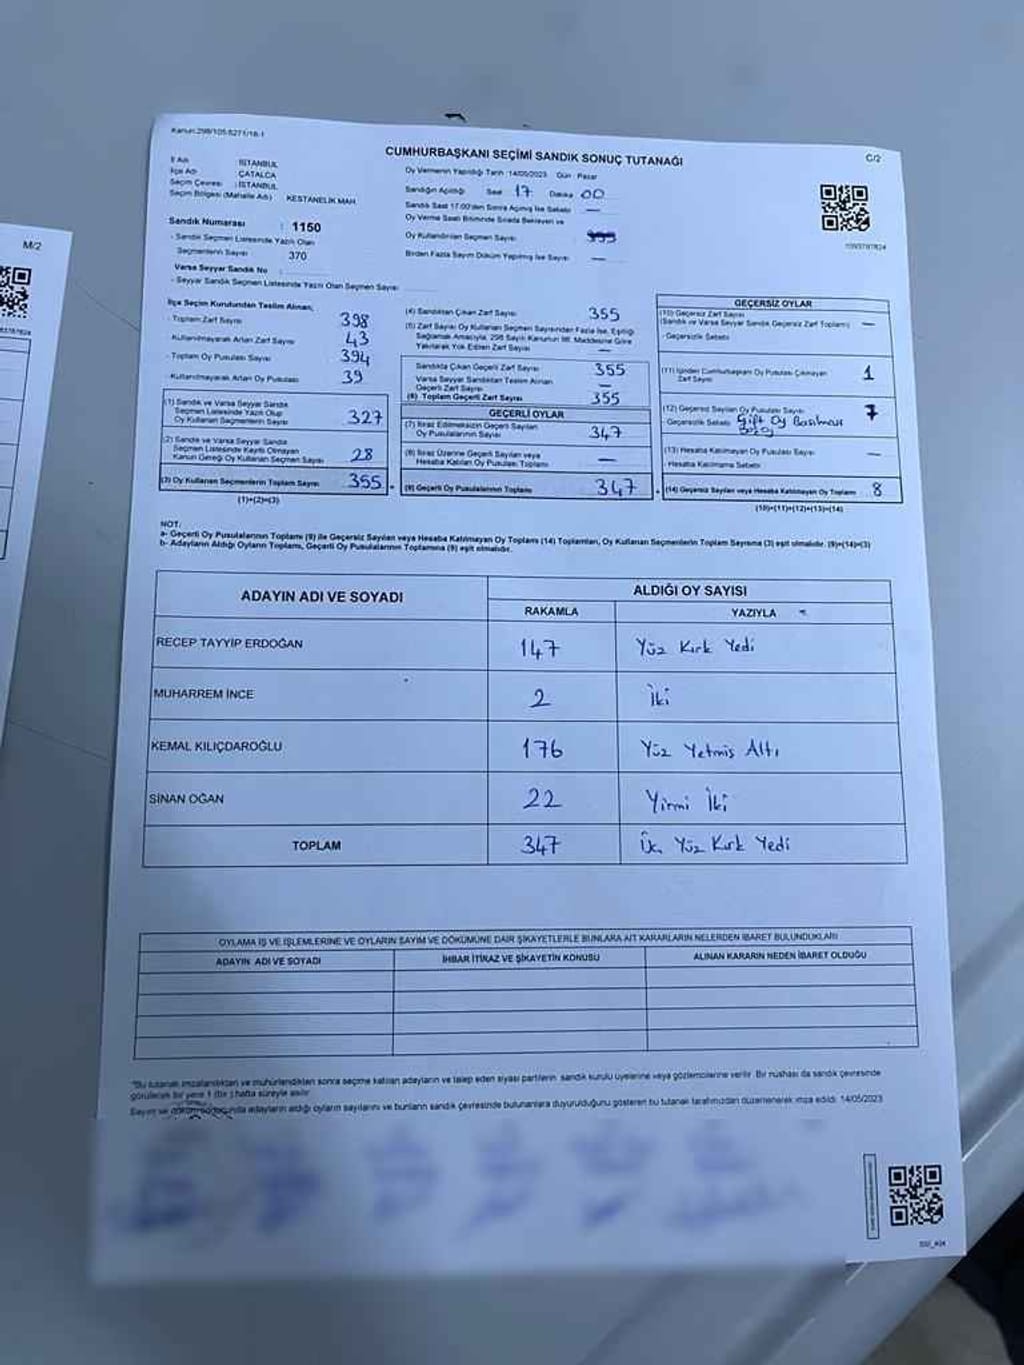 Kanun:298/105-6271/16-1
CUMHURBAŞKANI SEÇİMİ SANDIK SONUÇ TUTANAĞI
C/2
İl Adı : İSTANBUL
İlçe Adı : ÇATALCA
Seçim Çevresi : İSTANBUL
Seçim Bölgesi (Mahalle Adı) KESTANELİK MAH.
Sandık Numarası : 1150
- Sandık Seçmen Listesinde Yazılı Olan
Seçmenlerin Sayısı 370
Varsa Seyyar Sandık No :
- Seyyar Sandık Seçmen Listesinde Yazılı Olan Seçmen Sayısı
Oy Vermenin Yapıldığı Tarih :14/05/2023 Gün : Pazar
Sandığın Açıldığı Saat 17 Dakika 00
Sandık Saat 17.00'den Sonra Açılmış İse Sebebi —
Oy Verme Saati Bitiminde Sırada Bekleyen ve
Oy Kullandırılan Seçmen Sayısı
Birden Fazla Sayım Döküm Yapılmış İse Sayısı —
İlçe Seçim Kurulundan Teslim Alınan;
- Toplam Zarf Sayısı 398
- Kullanılmayarak Artan Zarf Sayısı 43
- Toplam Oy Pusulası Sayısı 394
- Kullanılmayarak Artan Oy Pusulası 39
(1) Sandık ve Varsa Seyyar Sandık
Seçmen Listesinde Yazılı Olup
Oy Kullanan Seçmenlerin Sayısı 327
(2) Sandık ve Varsa Seyyar Sandık
Seçmen Listesinde Kayıtlı Olmayan
Kanun Gereği Oy Kullanan Seçmen Sayısı 28
(3) Oy Kullanan Seçmenlerin Toplam Sayısı 355
(1)+(2)=(3)
(4) Sandıktan Çıkan Zarf Sayısı 355
(5) Zarf Sayısı Oy Kullanan Seçmen Sayısından Fazla İse, Eşitliği
Sağlamak Amacıyla, 298 Sayılı Kanunun 98. Maddesine Göre
Yakılarak Yok Edilen Zarf Sayısı —
Sandıkta Çıkan Geçerli Zarf Sayısı 355
Varsa Seyyar Sandıktan Teslim Alınan
Geçerli Zarf Sayısı —
(6) Toplam Geçerli Zarf Sayısı 355
GEÇERLİ OYLAR
(7) İtiraz Edilmeksizin Geçerli Sayılan
Oy Pusulalarının Sayısı 347
(8) İtiraz Üzerine Geçerli Sayılan veya
Hesaba Katılan Oy Pusulası Toplamı —
(9) Geçerli Oy Pusulalarının Toplamı 347
GEÇERSİZ OYLAR
(10) Geçersiz Zarf Sayısı
(Sandık ve Varsa Seyyar Sandık Geçersiz Zarf Toplamı) —
- Geçersizlik Sebebi
(11) İçinden Cumhurbaşkanı Oy Pusulası Çıkmayan
Zarf Sayısı 1
(12) Geçersiz Sayılan Oy Pusulası Sayısı 7
- Geçersizlik Sebebi Çift Oy Basılması
(13) Hesaba Katılmayan Oy Pusulası Sayısı —
- Hesaba Katılmama Sebebi
(14) Geçersiz Sayılan veya Hesaba Katılmayan Oy Toplamı 8
(10)+(11)+(12)+(13)=(14)
NOT:
a- Geçerli Oy Pusulalarının Toplamı (9) ile Geçersiz Sayılan veya Hesaba Katılmayan Oy Toplamı (14) Toplamları, Oy Kullanan Seçmenlerin Toplam Sayısına (3) eşit olmalıdır. (9)+(14)=(3)
b- Adayların Aldığı Oyların Toplamı, Geçerli Oy Pusulalarının Toplamına (9) eşit olmalıdır.
ADAYIN ADI VE SOYADI ALDIĞI OY SAYISI
RAKAMLA YAZIYLA
RECEP TAYYİP ERDOĞAN 147 Yüz Kırk Yedi
MUHARREM İNCE 2 İki
KEMAL KILIÇDAROĞLU 176 Yüz Yetmiş Altı
SİNAN OĞAN 22 Yirmi İki
TOPLAM 347 Üç Yüz Kırk Yedi
OYLAMA İŞ VE İŞLEMLERİNE VE OYLARIN SAYIM VE DÖKÜMÜNE DAİR ŞİKAYETLERLE BUNLARA AİT KARARLARIN NELERDEN İBARET BULUNDUKLARI
ADAYIN ADI VE SOYADI İHBAR İTİRAZ VE ŞİKAYETİN KONUSU ALINAN KARARIN NEDEN İBARET OLDUĞU
"Bu tutanak imzalandıktan ve mühürlendikten sonra seçime katılan adayların ve talep eden siyasi partilerin sandık kurulu üyelerine veya gözlemcilerine verilir. Bir nüshası da sandık çevresinde
görülecek bir yere 1 (bir) hafta süreyle asılır.
Sayım ve dökümü sonucunda adayların aldığı oyların sayılarını ve bunların sandık çevresinde bulunanlara duyurulduğunu gösteren bu tutanak tarafımızdan düzenlenerek imza edildi. 14/05/2023
M/2